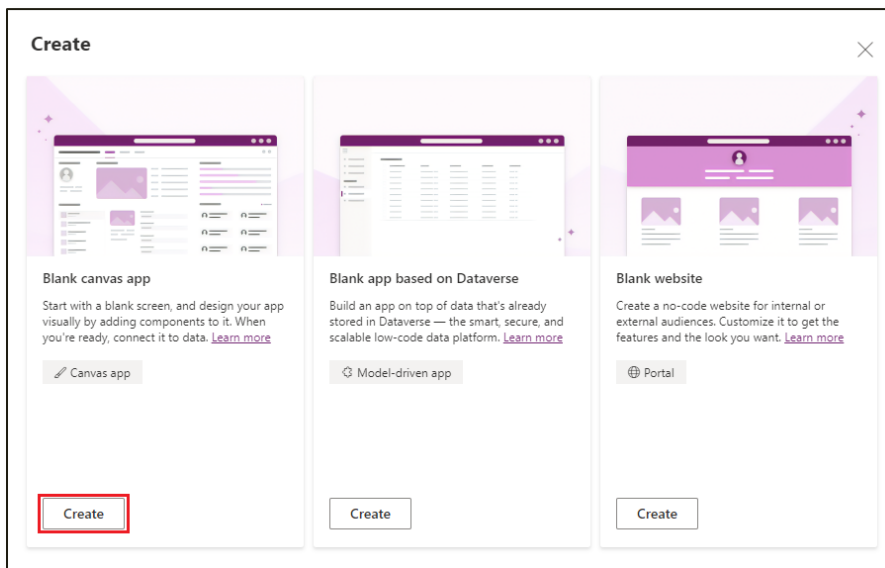 Create
Blank canvas app
Start with a blank screen, and design your app
visually by adding components to it. When
you're ready, connect it to data. Learn more
Canvas app
Create
Blank app based on Dataverse
Build an app on top of data that's already
stored in Dataverse — the smart, secure, and
scalable low-code data platform. Learn more
Model-driven app
Create
Blank website
Create a no-code website for internal or
external audiences. Customize it to get the
features and the look you want. Learn more
Portal
Create